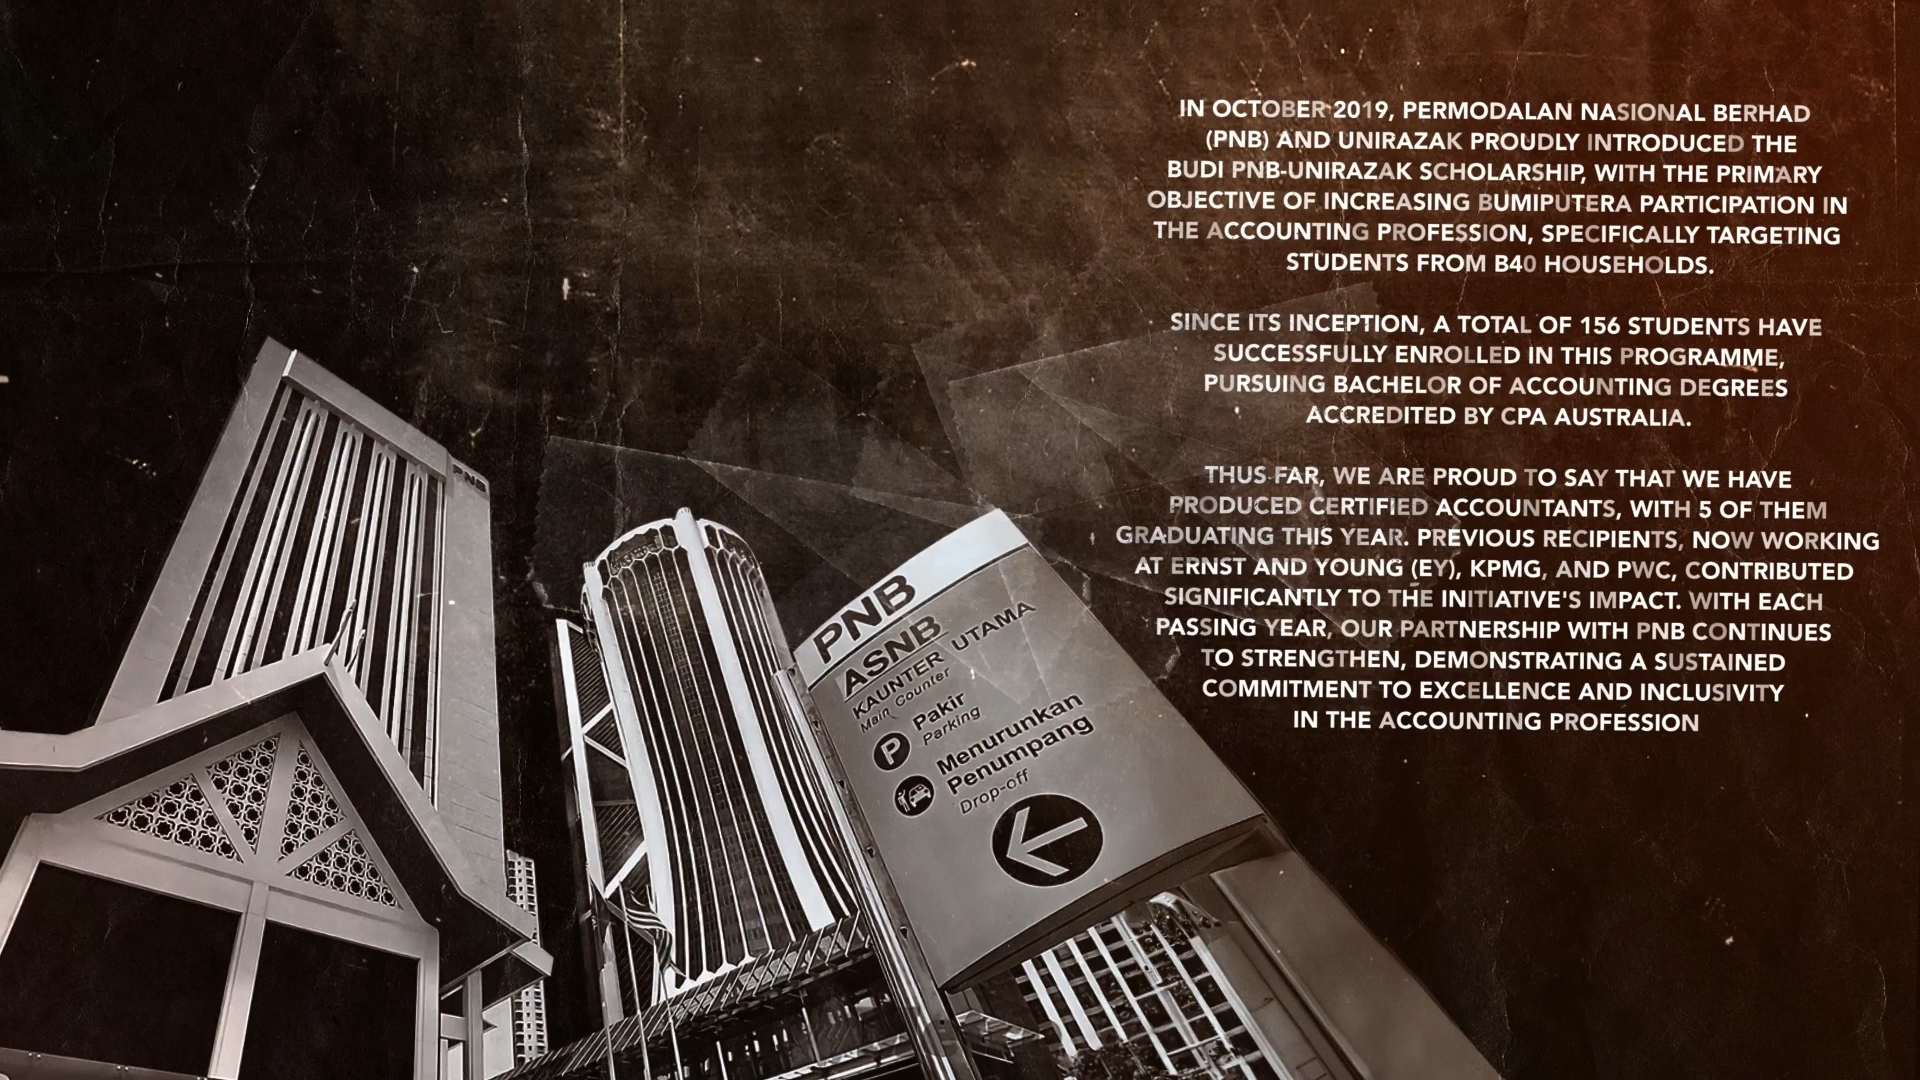 IN OCTOBER 2019, PERMODALAN NASIONAL BERHAD
(PNB) AND UNIRAZAK PROUDLY INTRODUCED THE
BUDI PNB-UNIRAZAK SCHOLARSHIP, WITH THE PRIMARY
OBJECTIVE OF INCREASING BUMIPUTERA PARTICIPATION IN
THE ACCOUNTING PROFESSION, SPECIFICALLY TARGETING
STUDENTS FROM B40 HOUSEHOLDS.
SINCE ITS INCEPTION, A TOTAL OF 156 STUDENTS HAVE
SUCCESSFULLY ENROLLED IN THIS PROGRAMME,
PURSUING BACHELOR OF ACCOUNTING DEGREES
ACCREDITED BY CPA AUSTRALIA.
THUS FAR, WE ARE PROUD TO SAY THAT WE HAVE
PRODUCED CERTIFIED ACCOUNTANTS, WITH 5 OF THEM
GRADUATING THIS YEAR. PREVIOUS RECIPIENTS, NOW WORKING
AT ERNST AND YOUNG (EY), KPMG, AND PWC, CONTRIBUTED
SIGNIFICANTLY TO THE INITIATIVE'S IMPACT. WITH EACH
PASSING YEAR, OUR PARTNERSHIP WITH PNB CONTINUES
TO STRENGTHEN, DEMONSTRATING A SUSTAINED
COMMITMENT TO EXCELLENCE AND INCLUSIVITY
IN THE ACCOUNTING PROFESSION
PNB
PNB
ASNB
KAUNTER UTAMA
Main Counter
P
Pakir
Parking
Menurunkan
Penumpang
Drop-off